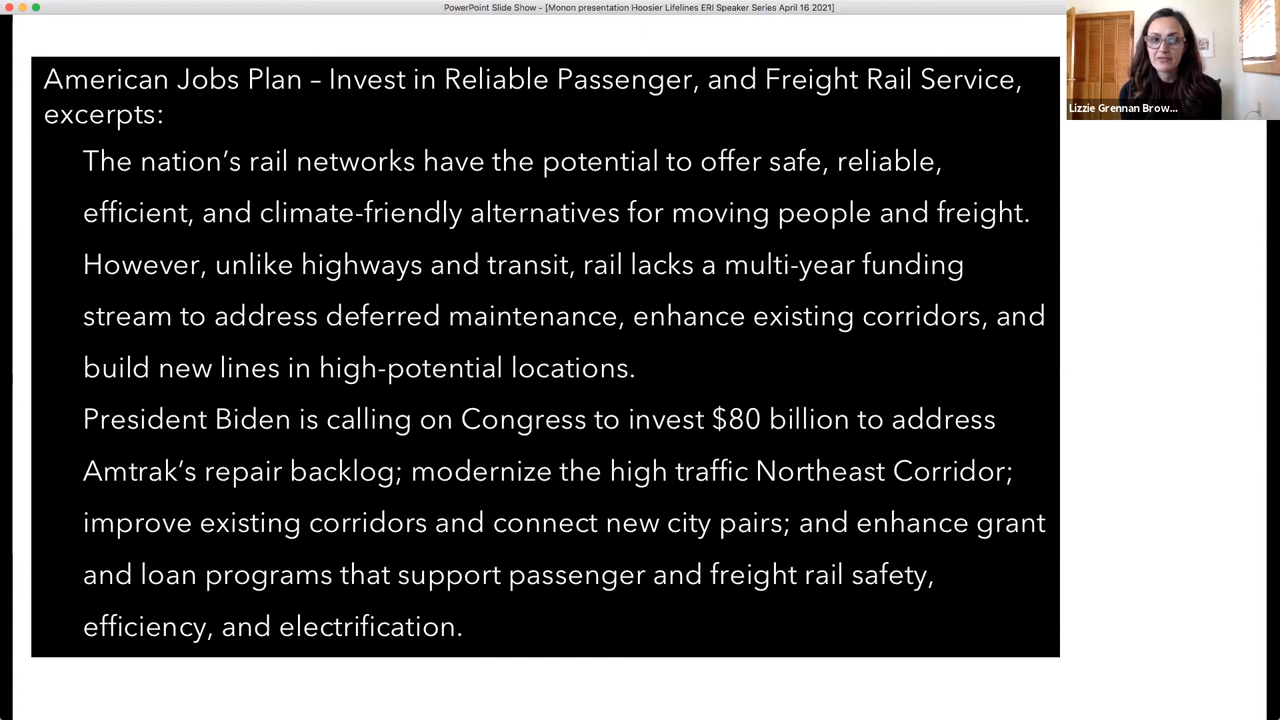 PowerPoint Slide Show - [Monon presentation Hoosier Lifelines ERI Speaker Series April 16 2021]
American Jobs Plan – Invest in Reliable Passenger, and Freight Rail Service,
excerpts:
The nation’s rail networks have the potential to offer safe, reliable,
efficient, and climate-friendly alternatives for moving people and freight.
However, unlike highways and transit, rail lacks a multi-year funding
stream to address deferred maintenance, enhance existing corridors, and
build new lines in high-potential locations.
President Biden is calling on Congress to invest $80 billion to address
Amtrak’s repair backlog; modernize the high traffic Northeast Corridor;
improve existing corridors and connect new city pairs; and enhance grant
and loan programs that support passenger and freight rail safety,
efficiency, and electrification.
Lizzie Grennan Brow...